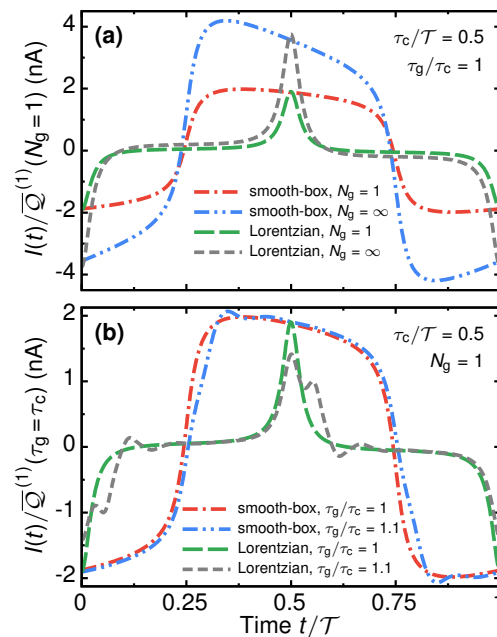 (a)
τc/𝒯 = 0.5
τg/τc = 1
I(t)/Q̅^(1)(Ng = 1) (nA)
4
2
0
-2
-4
smooth-box, Ng = 1
smooth-box, Ng = ∞
Lorentzian, Ng = 1
Lorentzian, Ng = ∞
(b)
τc/𝒯 = 0.5
Ng = 1
I(t)/Q̅^(1)(τg = τc) (nA)
2
1
0
-1
-2
smooth-box, τg/τc = 1
smooth-box, τg/τc = 1.1
Lorentzian, τg/τc = 1
Lorentzian, τg/τc = 1.1
0 0.25 0.5 0.75
Time t/𝒯